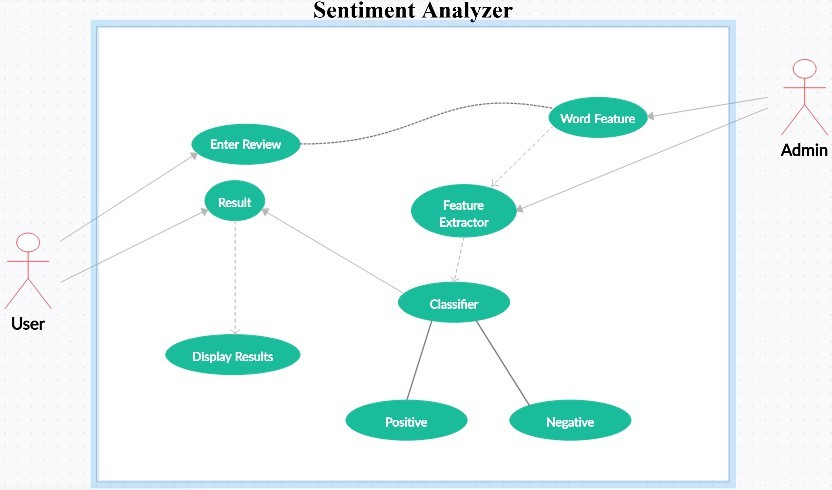 Sentiment Analyzer
Word Feature
Admin
Enter Review
Result
Feature
Extractor
Classifier
User
Display Results
Positive
Negative